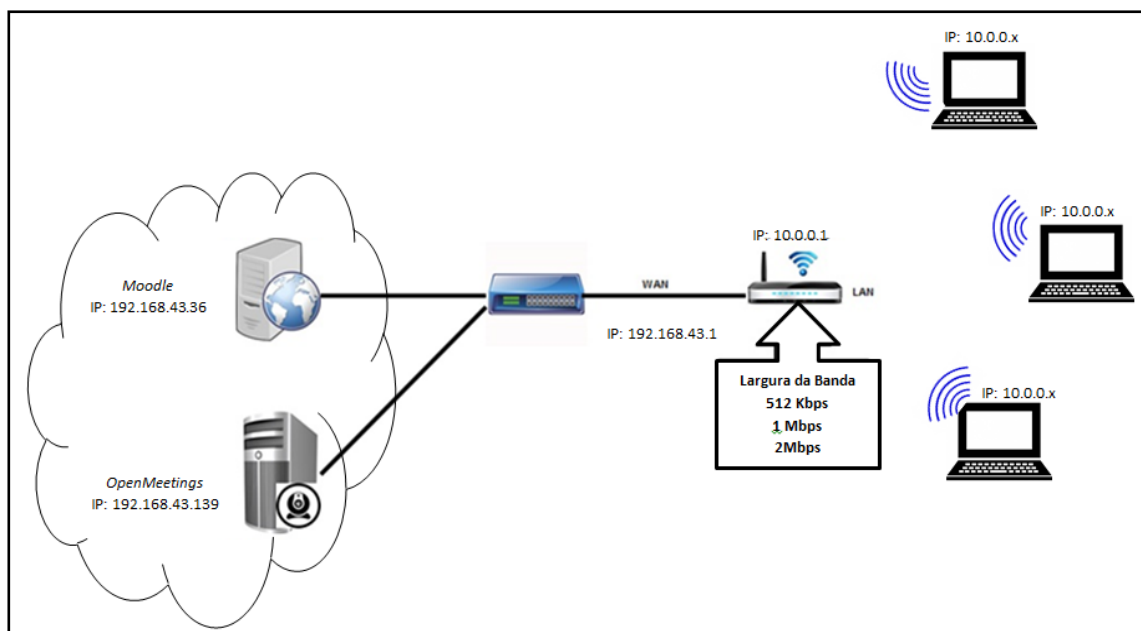 IP: 10.0.0.x
IP: 10.0.0.x
IP: 10.0.0.1
Moodle
IP: 192.168.43.36
WAN
LAN
IP: 192.168.43.1
Largura da Banda
512 Kbps
1 Mbps
2Mbps
IP: 10.0.0.x
OpenMeetings
IP: 192.168.43.139